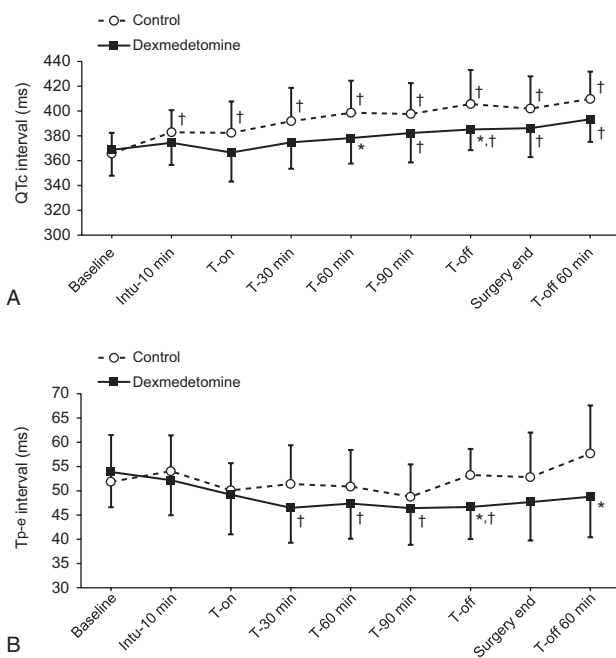 Control
Dexmedetomine
QTc interval (ms)
440
420
400
380
360
340
320
300
† † † † † † † †
* † *,† † †
Baseline
Intu-10 min
T-on
T-30 min
T-60 min
T-90 min
T-off
Surgery end
T-off 60 min
A
Control
Dexmedetomine
Tp-e interval (ms)
70
65
60
55
50
45
40
35
30
† † † *,† *
Baseline
Intu-10 min
T-on
T-30 min
T-60 min
T-90 min
T-off
Surgery end
T-off 60 min
B